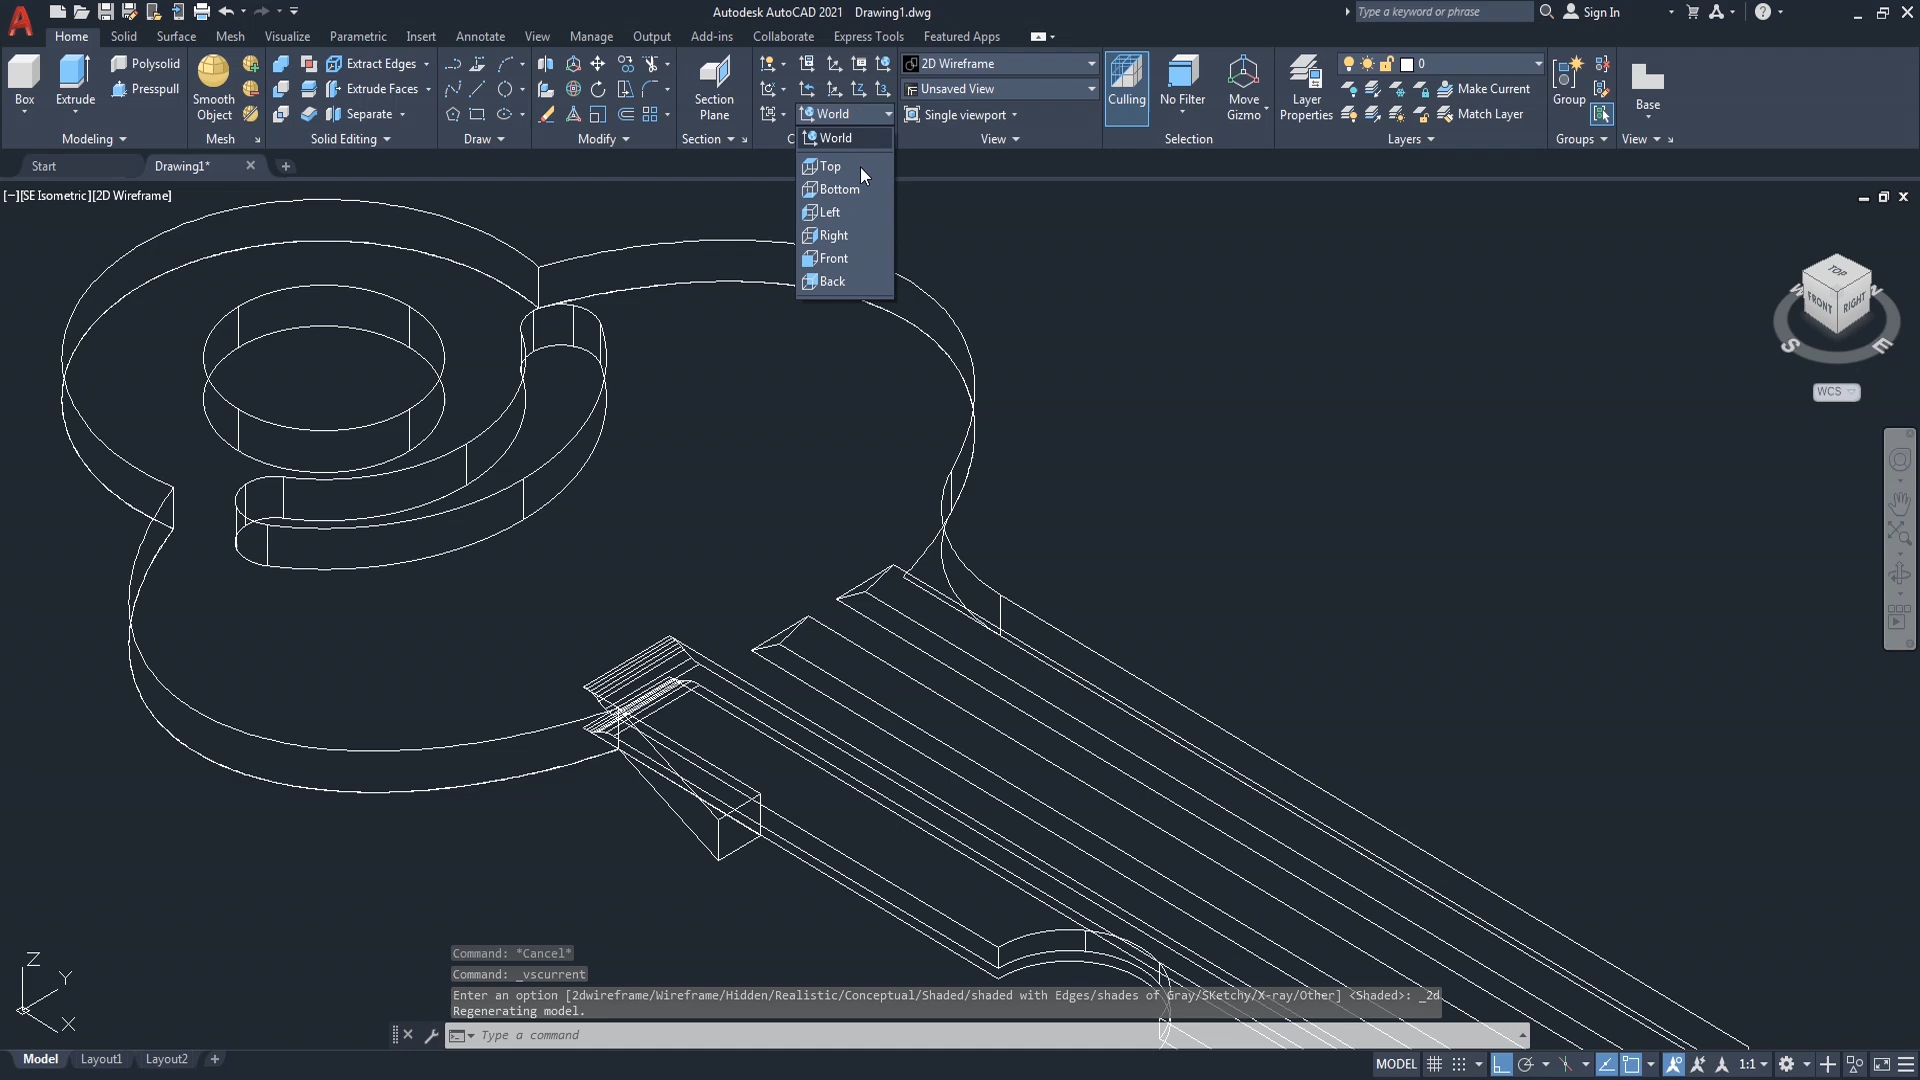 Autodesk AutoCAD 2021 Drawing1.dwg
Type a keyword or phrase
Sign In
Home Solid Surface Mesh Visualize Parametric Insert Annotate View Manage Output Add-ins Collaborate Express Tools Featured Apps
Box
Extrude
Polysolid
Presspull
Modeling
Smooth
Object
Mesh
Extract Edges
Extrude Faces
Separate
Solid Editing
Draw
Modify
Section
Plane
Section
World
C
2D Wireframe
Unsaved View
Single viewport
View
Culling
No Filter
Move
Gizmo
Selection
Layer
Properties
0
Make Current
Match Layer
Layers
Group
Groups
Base
View
World
Top
Bottom
Left
Right
Front
Back
Start
Drawing1*
[−][SE Isometric][2D Wireframe]
TOP
FRONT
RIGHT
W
N
S
E
WCS
Z
Y
X
Command: *Cancel*
Command: _vscurrent
Enter an option [2dwireframe/Wireframe/Hidden/Realistic/Conceptual/Shaded/shaded with Edges/shades of Gray/SKetchy/X-ray/Other] <Shaded>: _2d
Regenerating model.
Type a command
Model Layout1 Layout2
MODEL
1:1